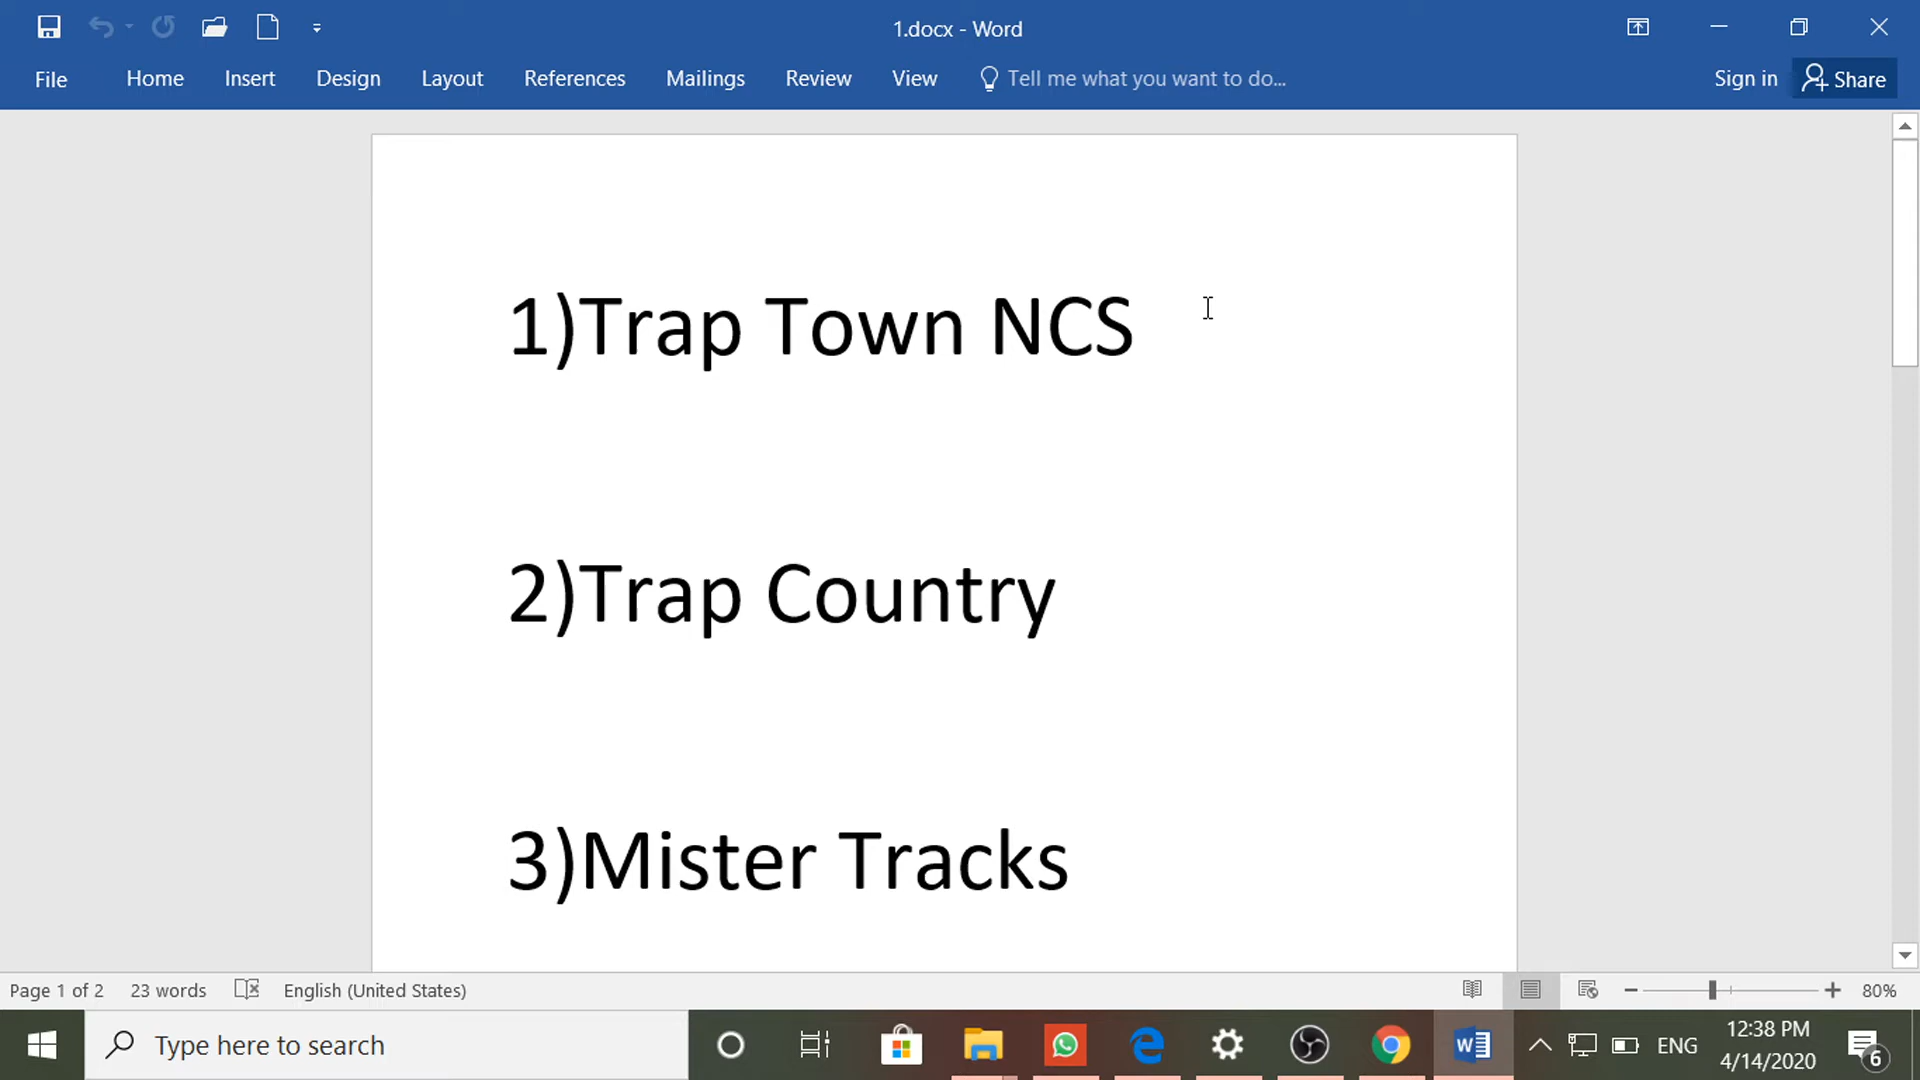 1.docx - Word
File Home Insert Design Layout References Mailings Review View Tell me what you want to do... Sign in Share
1)Trap Town NCS
2)Trap Country
3)Mister Tracks
Page 1 of 2 23 words English (United States) 80%
Type here to search
ENG
12:38 PM
4/14/2020
6